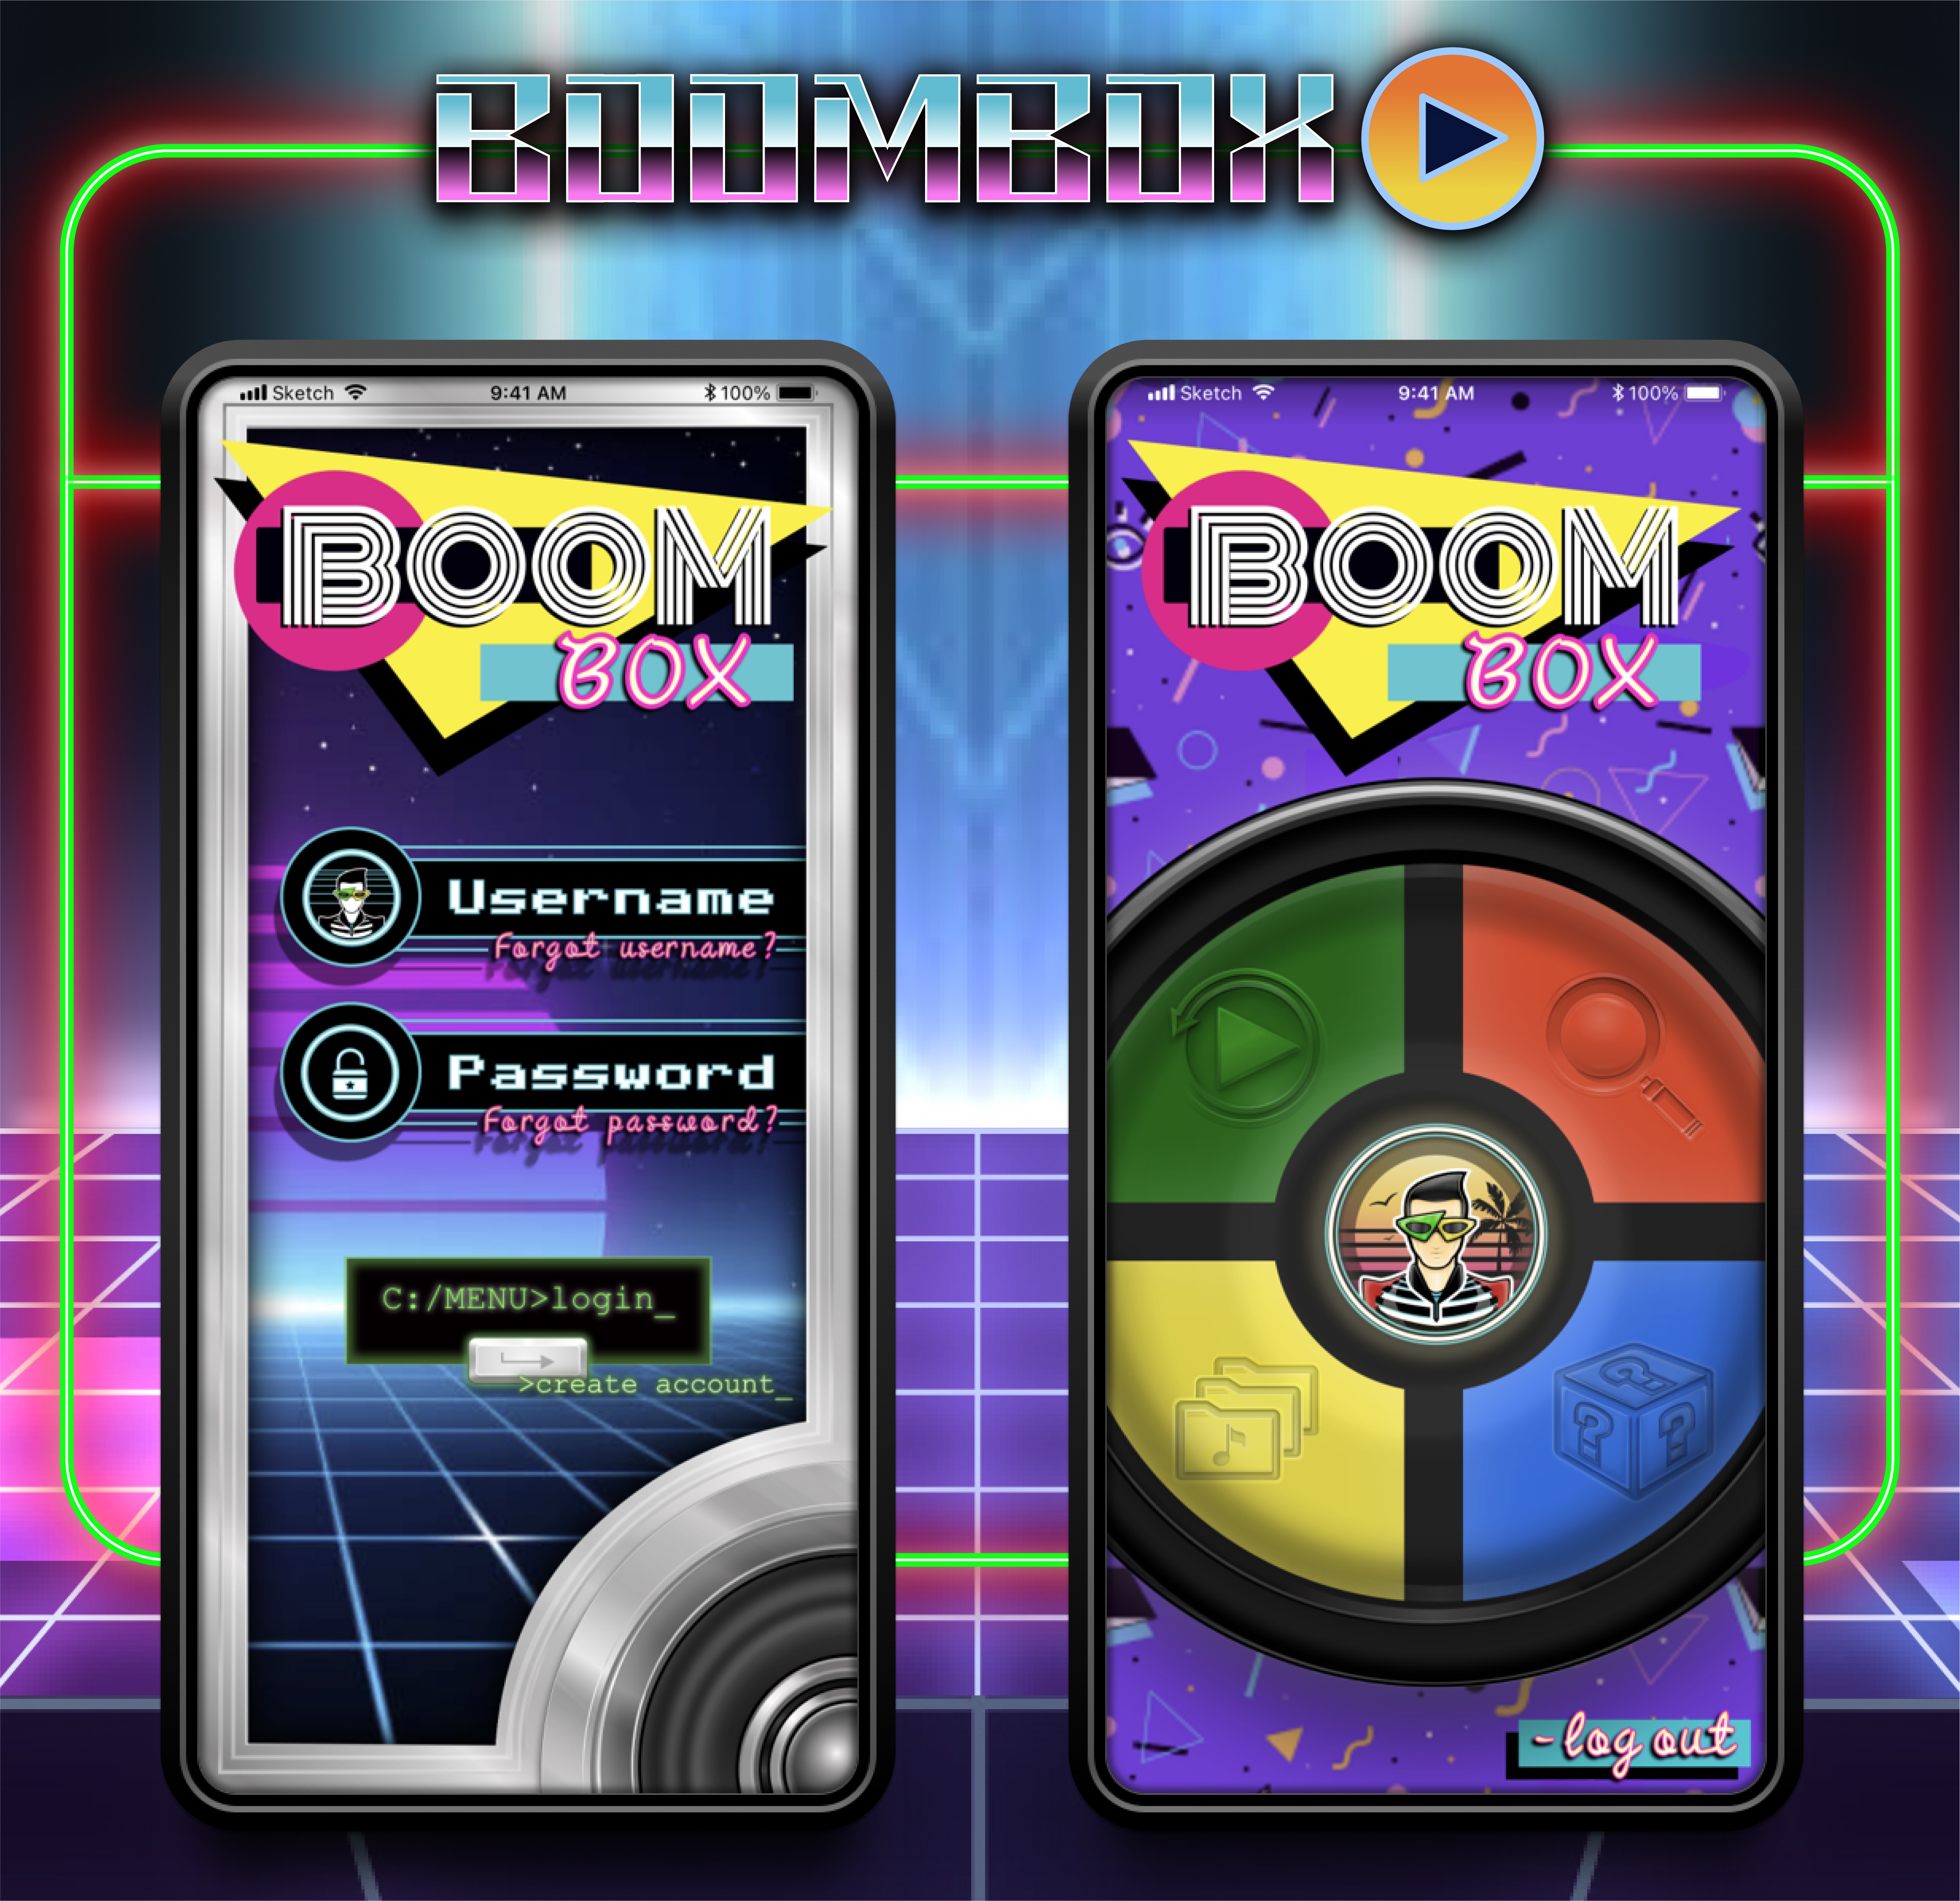 BOOMBOX
Sketch 9:41 AM 100%
BOOM
BOX
Username
Forgot username?
Password
Forgot password?
C:/MENU>login_
>create account_
Sketch 9:41 AM 100%
BOOM
BOX
? ? ?
-log out